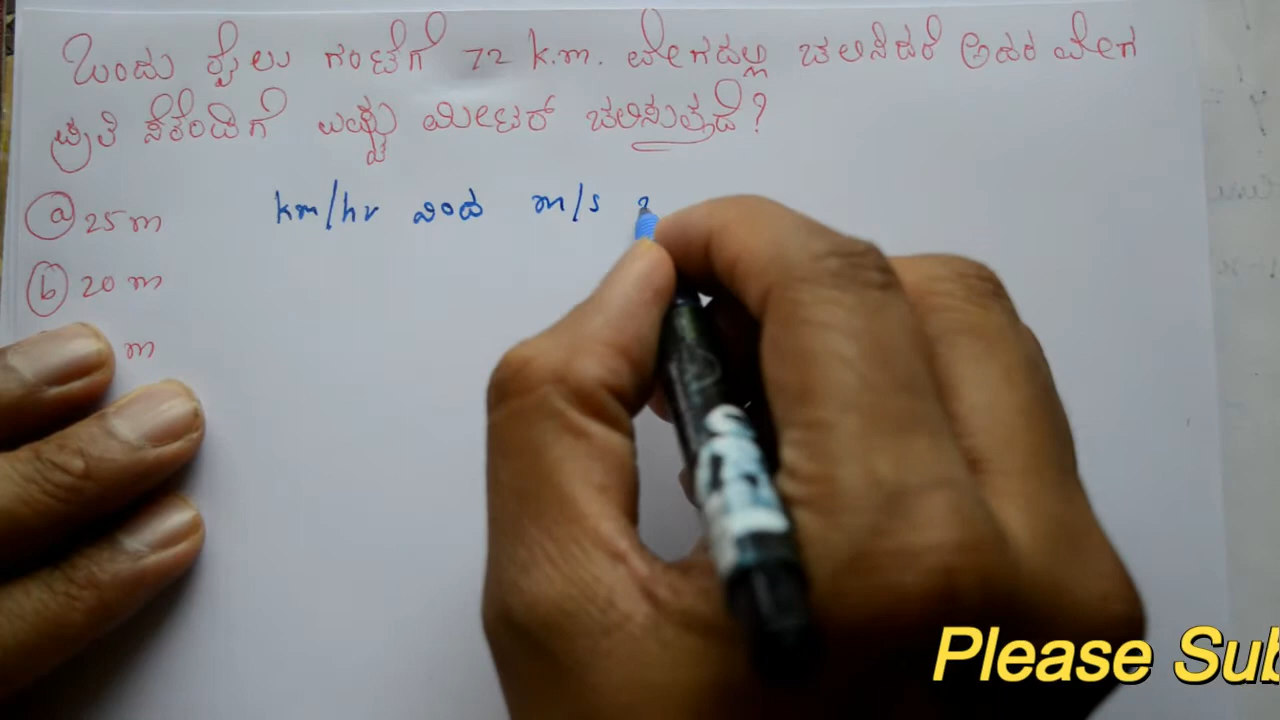 ಒಂದು ರೈಲು ಗಂಟೆಗೆ 72 k.m. ವೇಗದಲ್ಲಿ ಚಲಿಸಿದರೆ ಅದರ ವೇಗ
ಪ್ರತಿ ಸೆಕೆಂಡಿಗೆ ಎಷ್ಟು ಮೀಟರ್ ಚಲಿಸುತ್ತದೆ?
a 25 m
km/hr ಎಂದ m/s
b 20 m
m
Please Sub